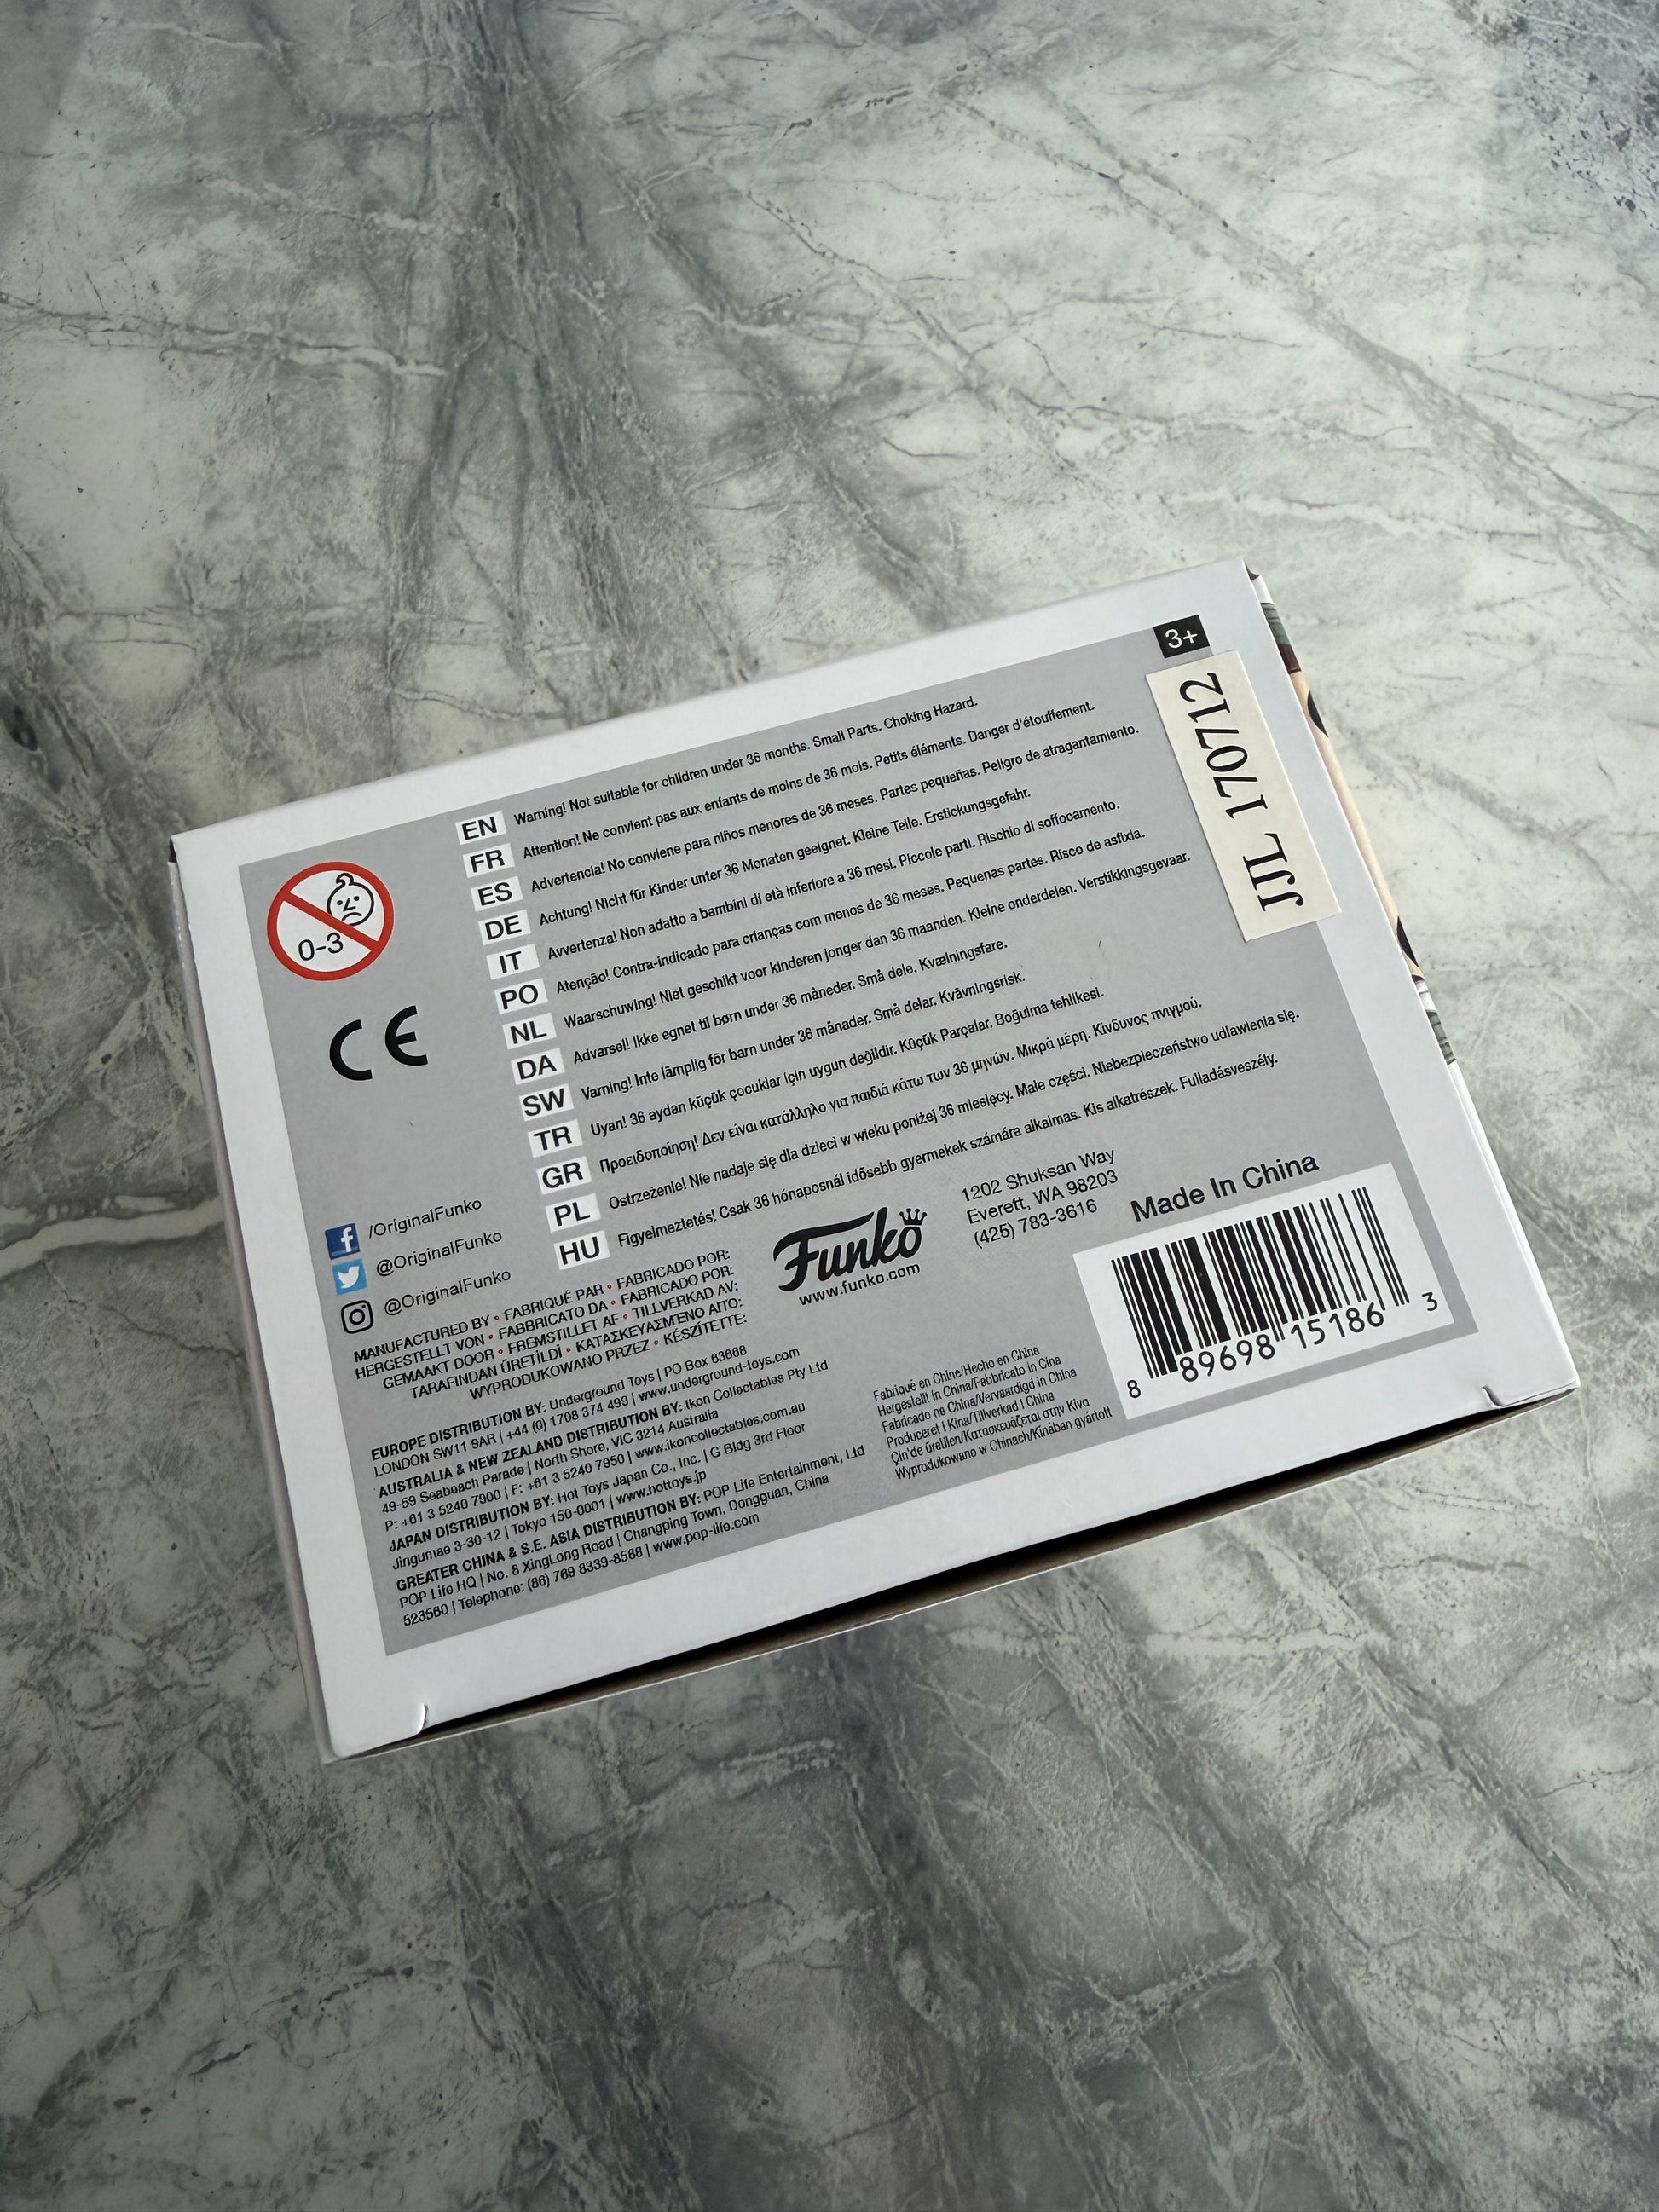 3+
JJL 170712
0-3
CE
EN Warning! Not suitable for children under 36 months. Small Parts. Choking Hazard.
FR Attention! Ne convient pas aux enfants de moins de 36 mois. Petits éléments. Danger d'étouffement.
ES Advertencia! No conviene para niños menores de 36 meses. Partes pequeñas. Peligro de atragantamiento.
DE Achtung! Nicht für Kinder unter 36 Monaten geeignet. Kleine Teile. Erstickungsgefahr.
IT Avvertenza! Non adatto a bambini di età inferiore a 36 mesi. Piccole parti. Rischio di soffocamento.
PO Atenção! Contra-indicado para crianças com menos de 36 meses. Pequenas partes. Risco de asfixia.
NL Waarschuwing! Niet geschikt voor kinderen jonger dan 36 maanden. Kleine onderdelen. Verstikkingsgevaar.
DA Advarsel! Ikke egnet til børn under 36 måneder. Små dele. Kvælningsfare.
SW Varning! Inte lämplig för barn under 36 månader. Små delar. Kvävningsrisk.
TR Uyan! 36 aydan küçük çocuklar için uygun değildir. Küçük Parçalar. Boğulma tehlikesi.
GR Προειδοποίηση! Δεν είναι κατάλληλο για παιδιά κάτω των 36 μηνών. Μικρά μέρη. Κίνδυνος πνιγμού.
PL Ostrzeżenie! Nie nadaje się dla dzieci w wieku poniżej 36 miesięcy. Małe części. Niebezpieczeństwo udławienia się.
HU Figyelmeztetés! Csak 36 hónaposnál idősebb gyermekek számára alkalmas. Kis alkatrészek. Fulladásveszély.
/OriginalFunko
@OriginalFunko
@OriginalFunko
MANUFACTURED BY • FABRIQUÉ PAR • FABRICADO POR:
HERGESTELLT VON • FABBRICATO DA • FABRICADO POR:
GEMAAKT DOOR • FREMSTILLET AF • TILLVERKAD AV:
TARAFINDAN ÜRETİLDİ • ΚΑΤΑΣΚΕΥΑΣΜΈΝΟ ΑΠΌ:
WYPRODUKOWANO PRZEZ • KÉSZÍTETTE:
Funko
www.funko.com
1202 Shuksan Way
Everett, WA 98203
(425) 783-3616
Made In China
8 89698 15186 3
EUROPE DISTRIBUTION BY: Underground Toys | PO Box 63668
LONDON SW11 9AR | +44 (0) 1708 374 499 | www.underground-toys.com
AUSTRALIA & NEW ZEALAND DISTRIBUTION BY: Ikon Collectables Pty Ltd
49-59 Seabeach Parade | North Shore, VIC 3214 Australia
P: +61 3 5240 7900 | F: +61 3 5240 7950 | www.ikoncollectables.com.au
JAPAN DISTRIBUTION BY: Hot Toys Japan Co., Inc. | G Bldg 3rd Floor
Jingumae 3-30-12 | Tokyo 150-0001 | www.hottoys.jp
GREATER CHINA & S.E. ASIA DISTRIBUTION BY: POP Life Entertainment, Ltd
POP Life HQ | No. 8 XingLong Road | Changping Town, Dongguan, China
523560 | Telephone: (86) 769 8339-8588 | www.pop-life.com
Fabriqué en Chine/Hecho en China
Hergestellt in China/Fabbricato in Cina
Fabricado na China/Vervaardigd in China
Produceret i Kina/Tillverkad i China
Çin'de üretilen/Κατασκευάζεται στην Κίνα
Wyprodukowano w Chinach/Kínában gyártott